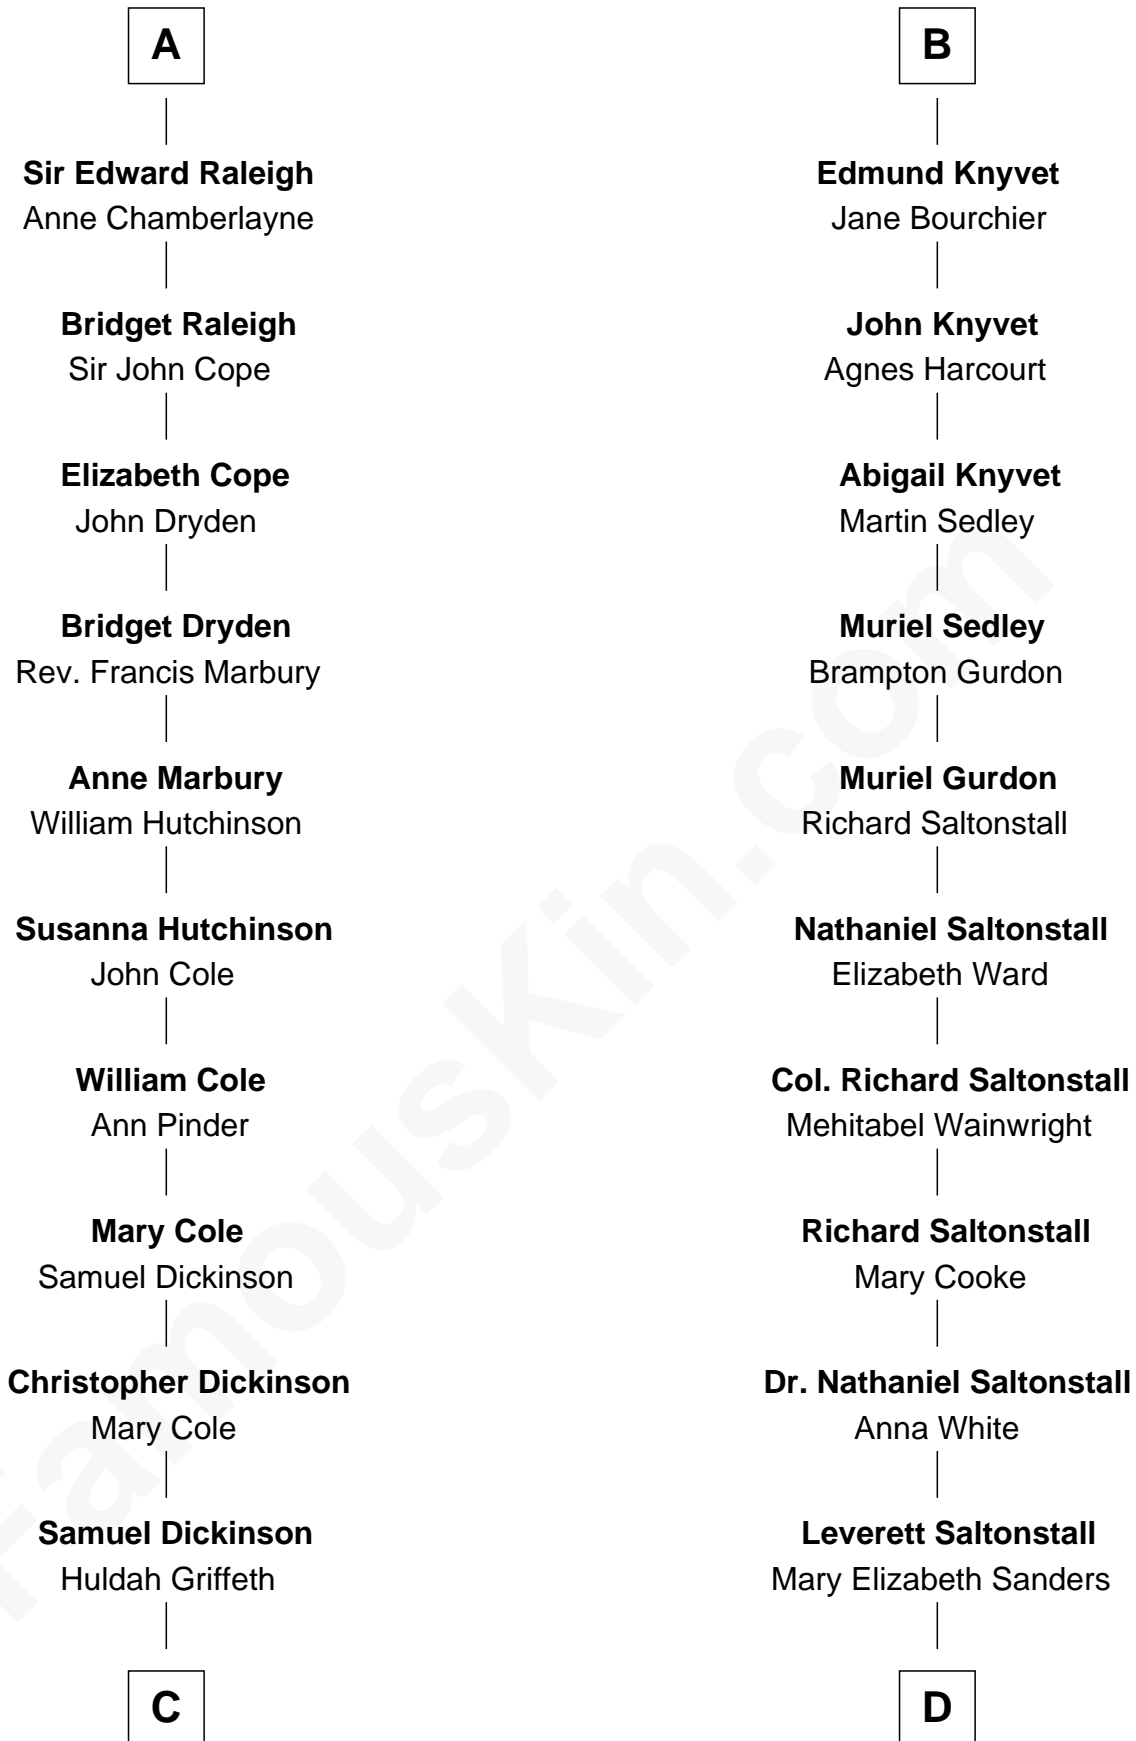 A
Sir Edward Raleigh
Anne Chamberlayne
Bridget Raleigh
Sir John Cope
Elizabeth Cope
John Dryden
Bridget Dryden
Rev. Francis Marbury
Anne Marbury
William Hutchinson
Susanna Hutchinson
John Cole
William Cole
Ann Pinder
Mary Cole
Samuel Dickinson
Christopher Dickinson
Mary Cole
Samuel Dickinson
Huldah Griffeth
C
B
Edmund Knyvet
Jane Bourchier
John Knyvet
Agnes Harcourt
Abigail Knyvet
Martin Sedley
Muriel Sedley
Brampton Gurdon
Muriel Gurdon
Richard Saltonstall
Nathaniel Saltonstall
Elizabeth Ward
Col. Richard Saltonstall
Mehitabel Wainwright
Richard Saltonstall
Mary Cooke
Dr. Nathaniel Saltonstall
Anna White
Leverett Saltonstall
Mary Elizabeth Sanders
D
FamousKin.com